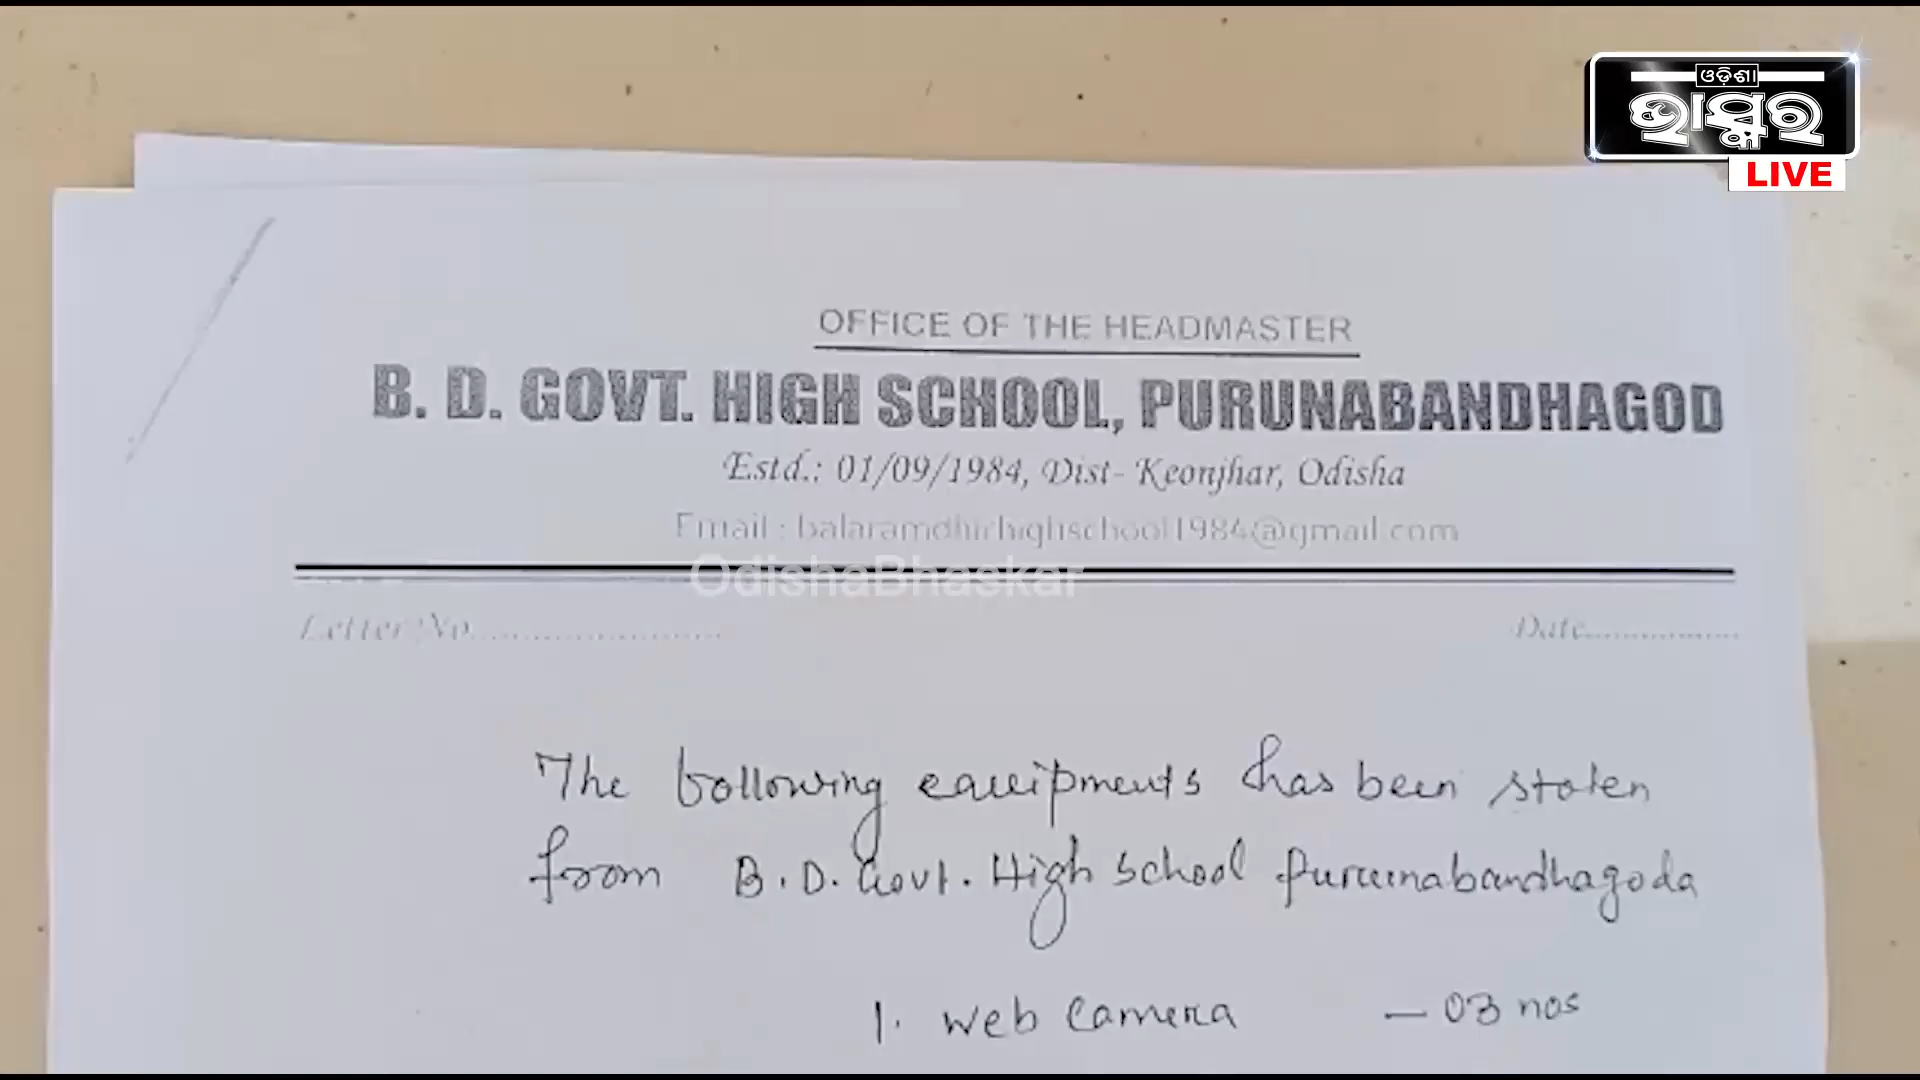 ଓଡ଼ିଶା
ଭାସ୍କର
LIVE
OFFICE OF THE HEADMASTER
B. D. GOVT. HIGH SCHOOL, PURUNABANDHAGOD
Estd.: 01/09/1984, Dist- Keonjhar, Odisha
Email : balaramdhirhighschool1984@gmail.com
OdishaBhaskar
Letter No........................
Date.................
The following equipments has been stolen
from B.D. Govt. High School Purunabandhagoda
1. Web Camera — 03 nos